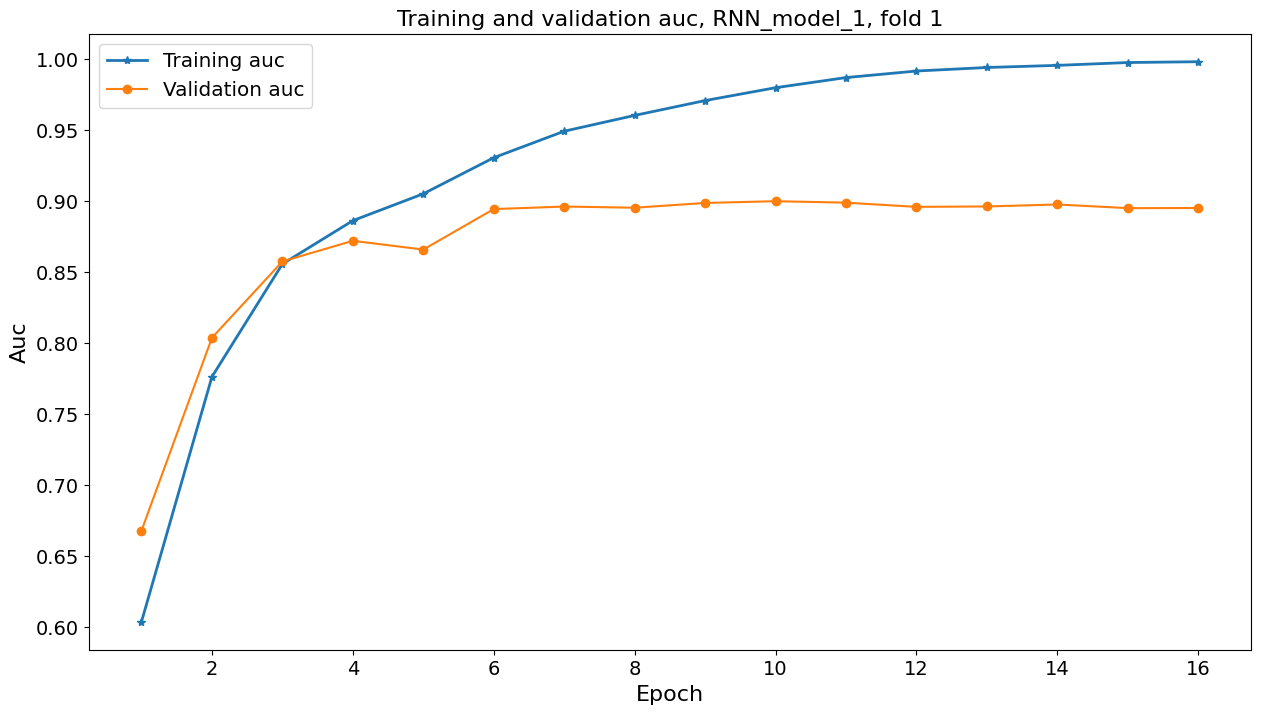 Training and validation auc, RNN_model_1, fold 1
Training auc
Validation auc
1.00
0.95
0.90
0.85
0.80
0.75
0.70
0.65
0.60
Auc
2 4 6 8 10 12 14 16
Epoch